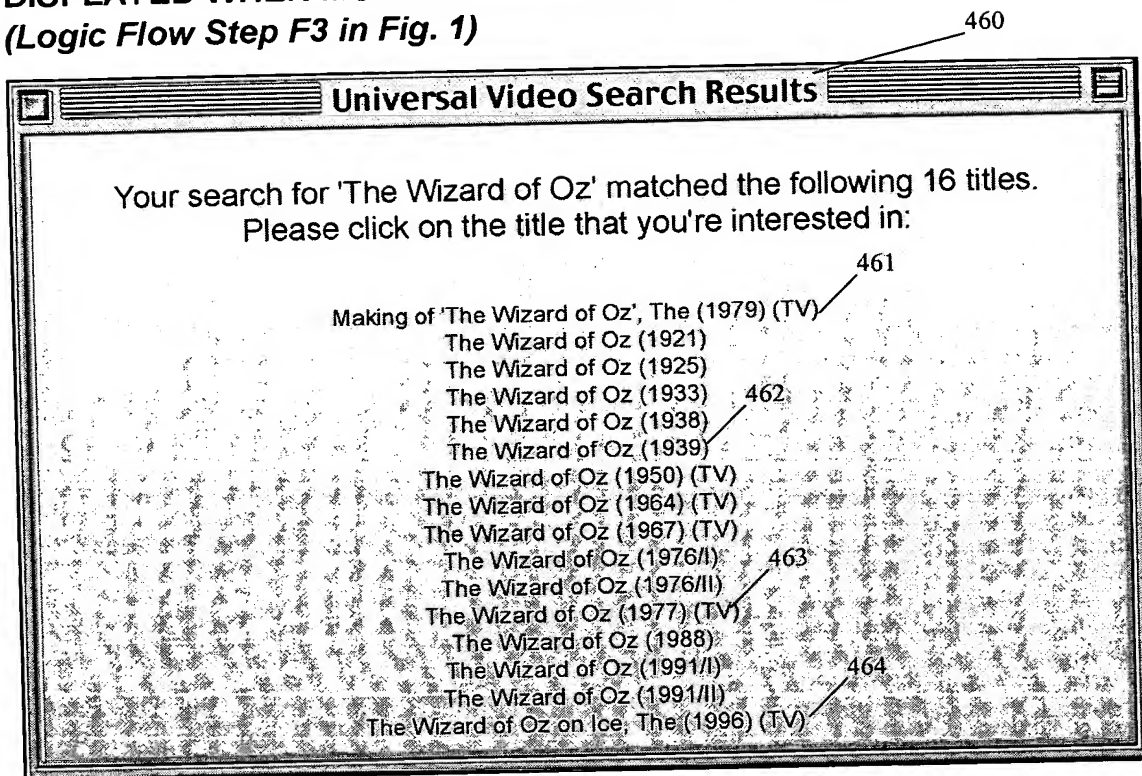 (Logic Flow Step F3 in Fig. 1)
460
Universal Video Search Results
Your search for 'The Wizard of Oz' matched the following 16 titles.
Please click on the title that you're interested in:
461
Making of 'The Wizard of Oz', The (1979) (TV)
The Wizard of Oz (1921)
The Wizard of Oz (1925)
The Wizard of Oz (1933)
462
The Wizard of Oz (1938)
The Wizard of Oz (1939)
The Wizard of Oz (1950) (TV)
The Wizard of Oz (1964) (TV)
The Wizard of Oz (1967) (TV)
The Wizard of Oz (1976/I)
463
The Wizard of Oz (1976/II)
The Wizard of Oz (1977) (TV)
The Wizard of Oz (1988)
The Wizard of Oz (1991/I)
464
The Wizard of Oz (1991/II)
The Wizard of Oz on Ice, The (1996) (TV)